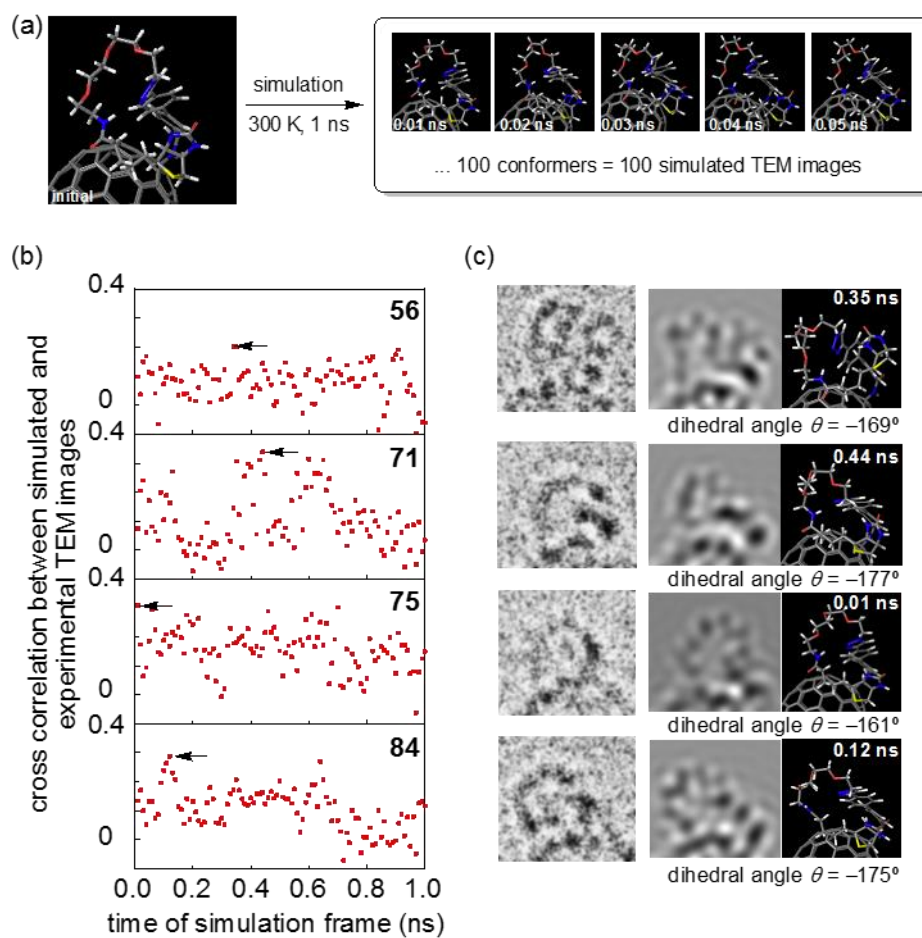 (a)
initial
simulation
300 K, 1 ns
0.01 ns
0.02 ns
0.03 ns
0.04 ns
0.05 ns
... 100 conformers = 100 simulated TEM images
(b)
cross correlation between simulated and
experimental TEM images
0.4
56
0
0.4
71
0
0.4
75
0
0.4
84
0
0.0 0.2 0.4 0.6 0.8 1.0
time of simulation frame (ns)
(c)
0.35 ns
dihedral angle θ = –169º
0.44 ns
dihedral angle θ = –177º
0.01 ns
dihedral angle θ = –161º
0.12 ns
dihedral angle θ = –175º